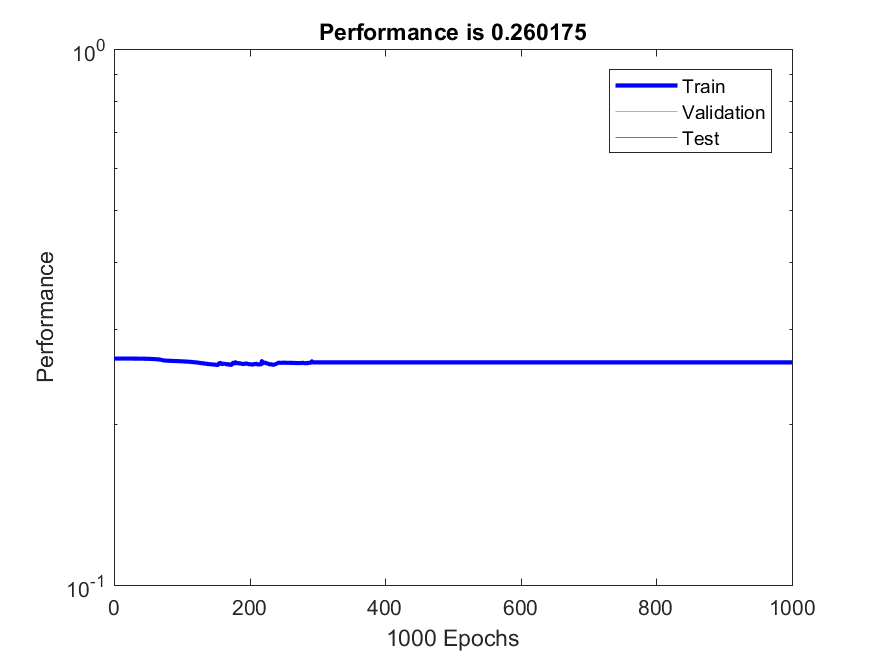 Performance is 0.260175
10^0
Train
Validation
Test
Performance
10^-1
0 200 400 600 800 1000
1000 Epochs